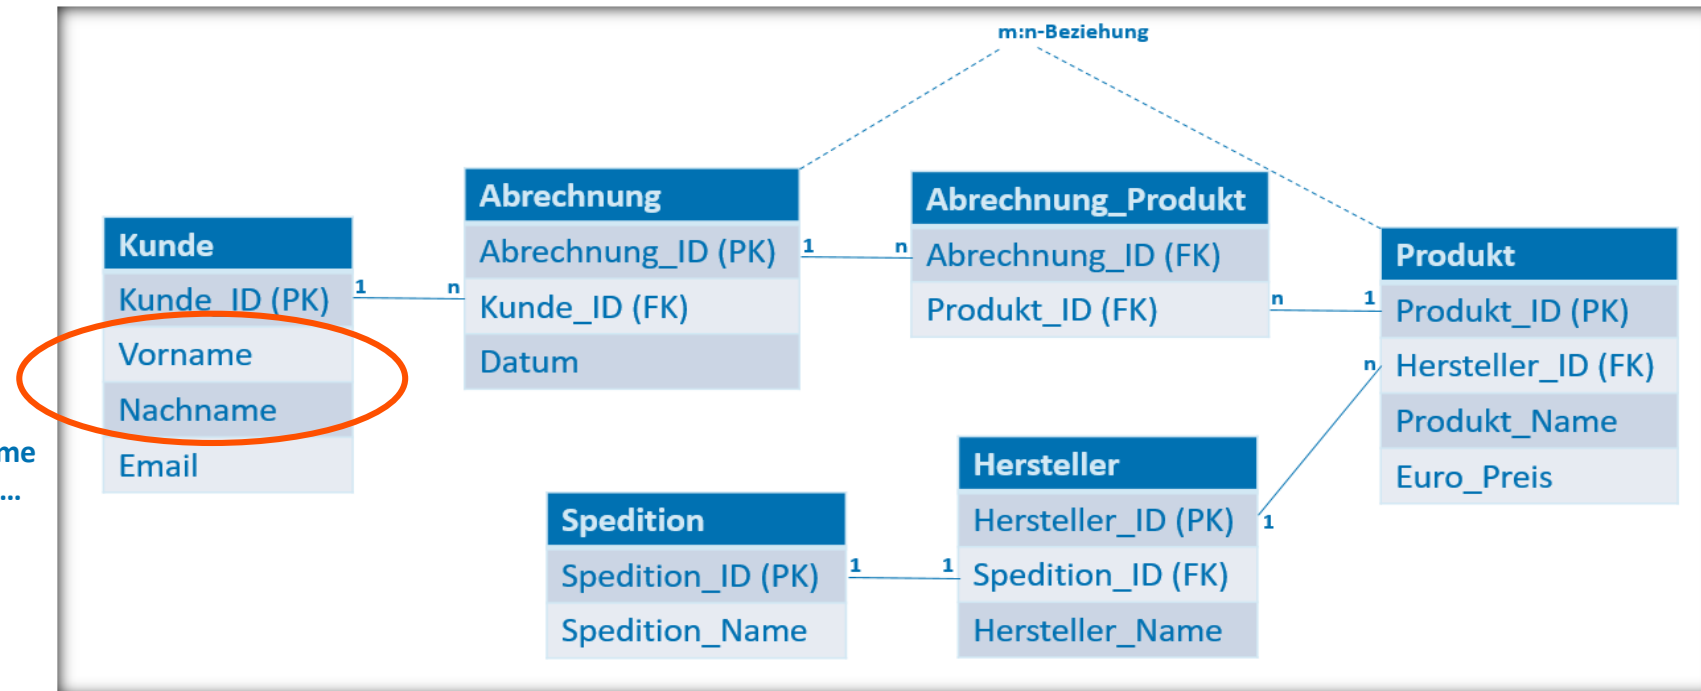 m:n-Beziehung
Kunde
Kunde_ID (PK)
Vorname
Nachname
Email
1
n
Abrechnung
Abrechnung_ID (PK)
Kunde_ID (FK)
Datum
1
n
Abrechnung_Produkt
Abrechnung_ID (FK)
Produkt_ID (FK)
n
1
Produkt
Produkt_ID (PK)
Hersteller_ID (FK)
Produkt_Name
Euro_Preis
n
1
Hersteller
Hersteller_ID (PK)
Spedition_ID (FK)
Hersteller_Name
1
1
Spedition
Spedition_ID (PK)
Spedition_Name
...